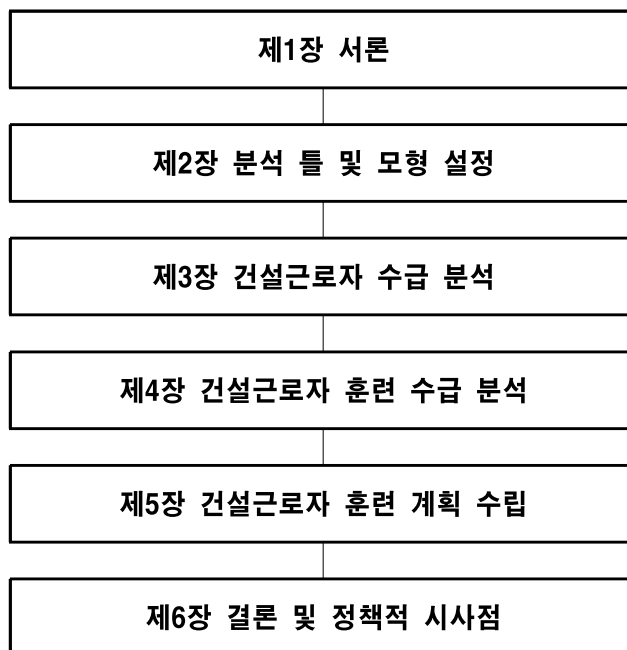 제1장 서론
제2장 분석 틀 및 모형 설정
제3장 건설근로자 수급 분석
제4장 건설근로자 훈련 수급 분석
제5장 건설근로자 훈련 계획 수립
제6장 결론 및 정책적 시사점